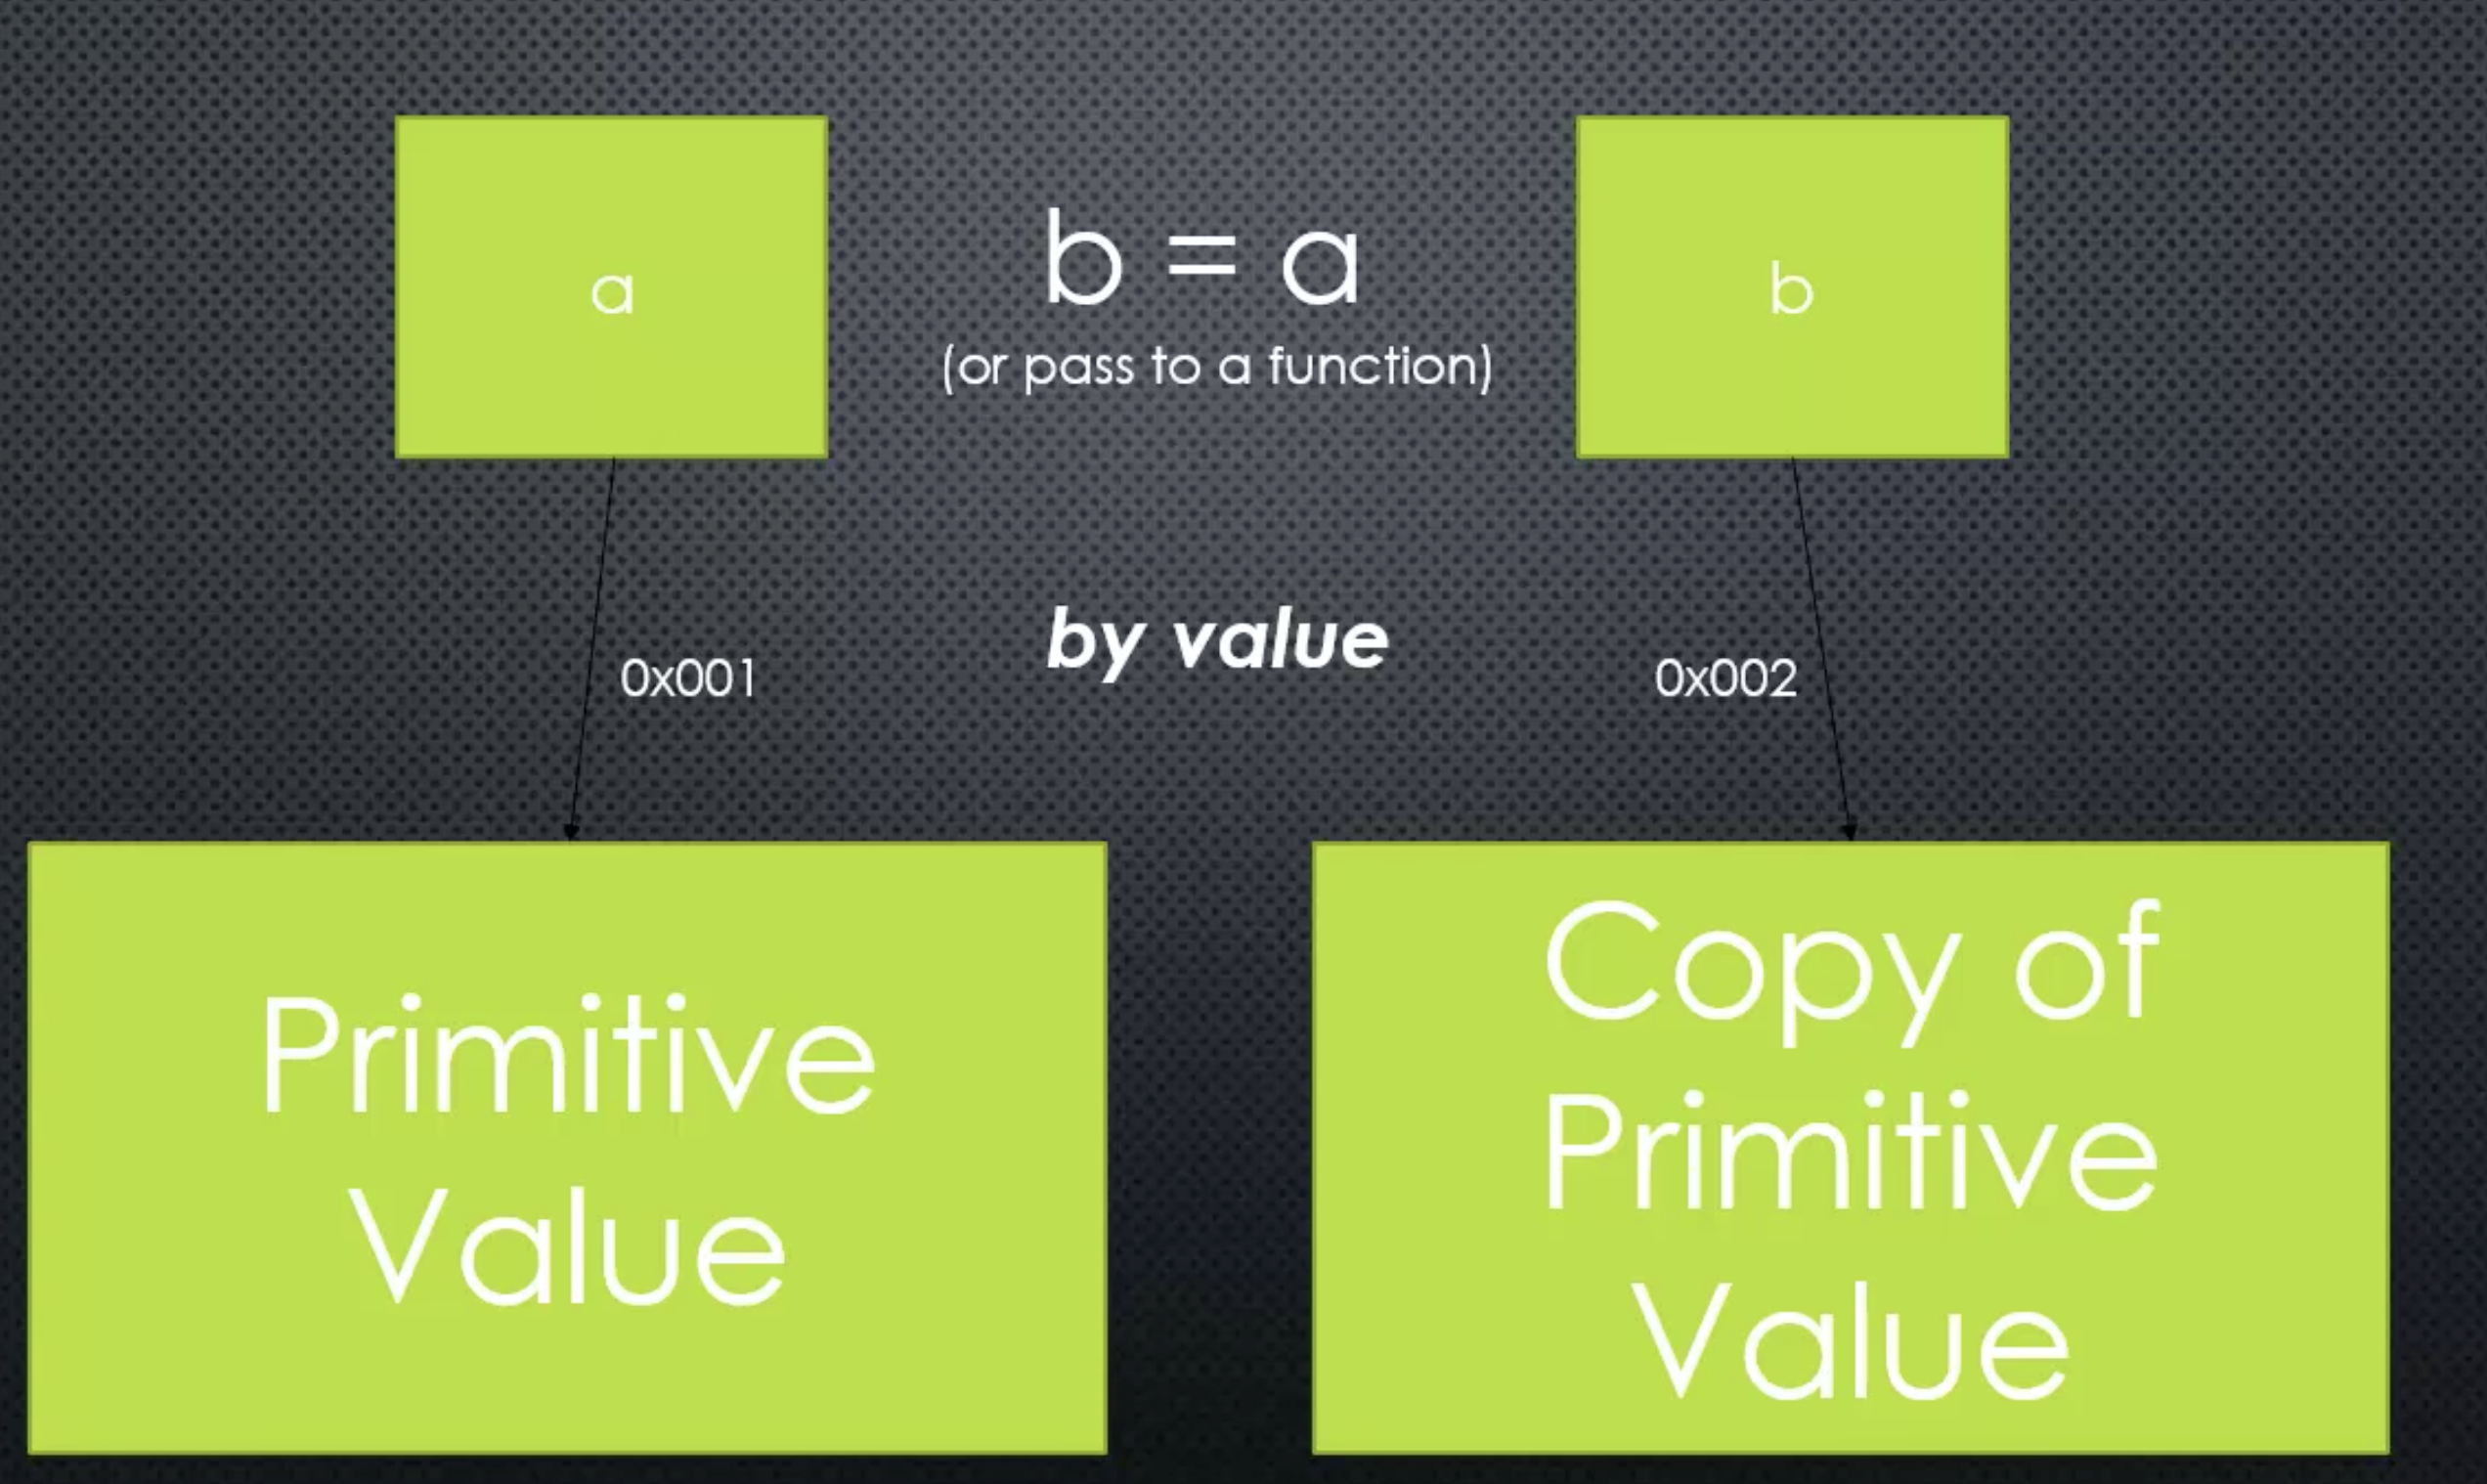 a
b = a
(or pass to a function)
b
by value
0x001
0x002
Primitive
Value
Copy of
Primitive
Value